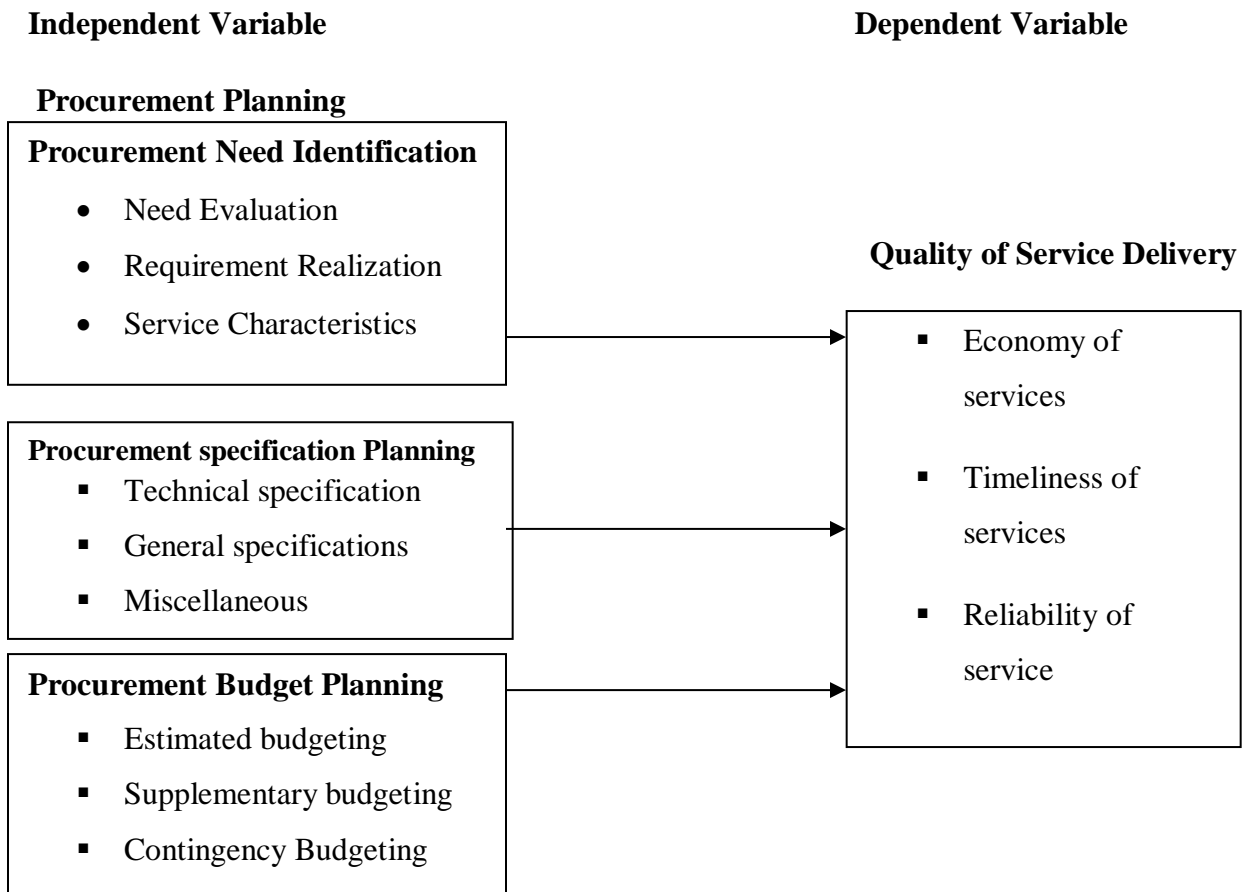 Independent Variable
Dependent Variable
Procurement Planning
Procurement Need Identification
• Need Evaluation
• Requirement Realization
• Service Characteristics
Procurement specification Planning
▪ Technical specification
▪ General specifications
▪ Miscellaneous
Procurement Budget Planning
▪ Estimated budgeting
▪ Supplementary budgeting
▪ Contingency Budgeting
Quality of Service Delivery
▪ Economy of
services
▪ Timeliness of
services
▪ Reliability of
service